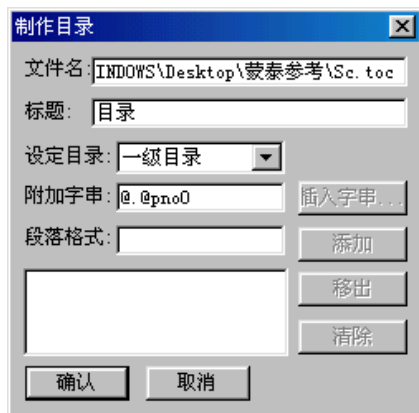 制作目录
文件名: INDOWS\Desktop\蒙泰参考\Sc.toc
标题: 目录
设定目录: 一级目录
附加字串: @.@pno0 插入字串...
段落格式: 添加
移出
清除
确认 取消